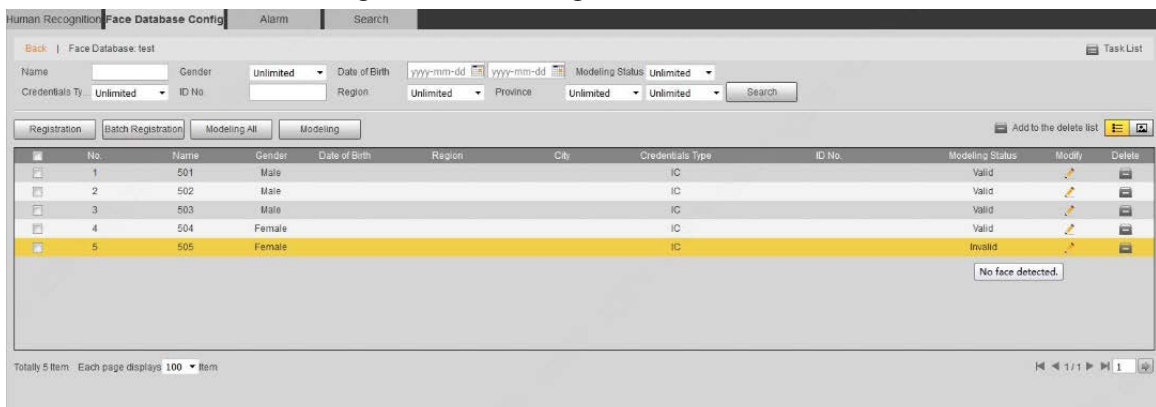 Human Recognition Face Database Config Alarm Search
Back | Face Database: test Task List
Name Gender Unlimited Date of Birth yyyy-mm-dd yyyy-mm-dd Modeling Status Unlimited
Credentials Ty... Unlimited ID No. Region Unlimited Province Unlimited Unlimited Search
Registration Batch Registration Modeling All Modeling Add to the delete list
No. Name Gender Date of Birth Region City Credentials Type ID No. Modeling Status Modify Delete
1 501 Male IC Valid
2 502 Male IC Valid
3 503 Male IC Valid
4 504 Female IC Valid
5 505 Female IC Invalid
No face detected.
Totally 5 Item Each page displays 100 Item 1/1 1